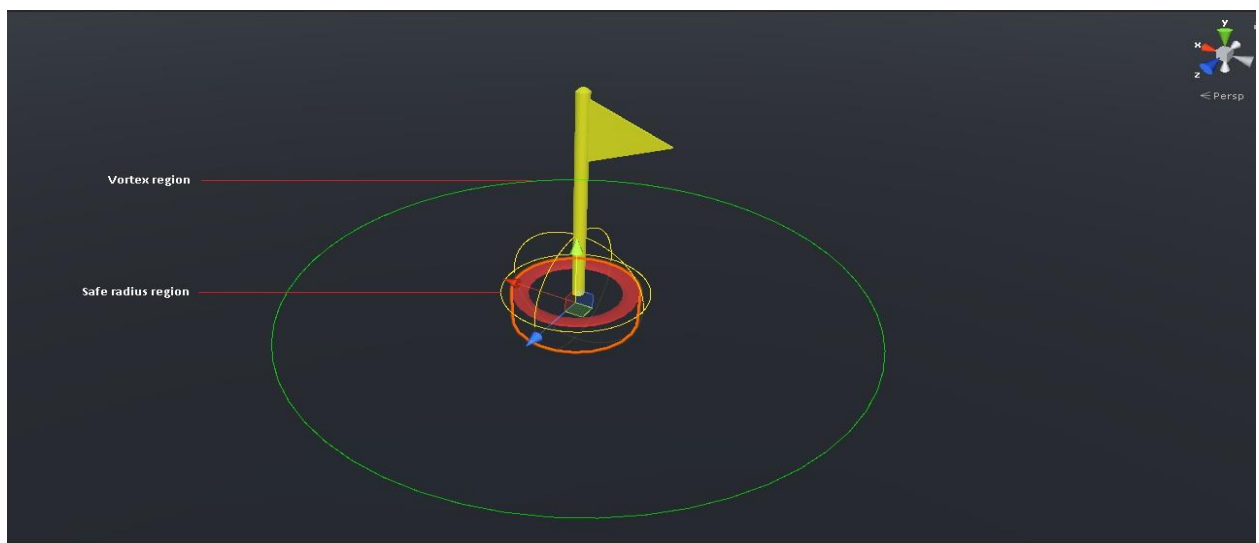 y
x
z
< Persp
Vortex region
Safe radius region